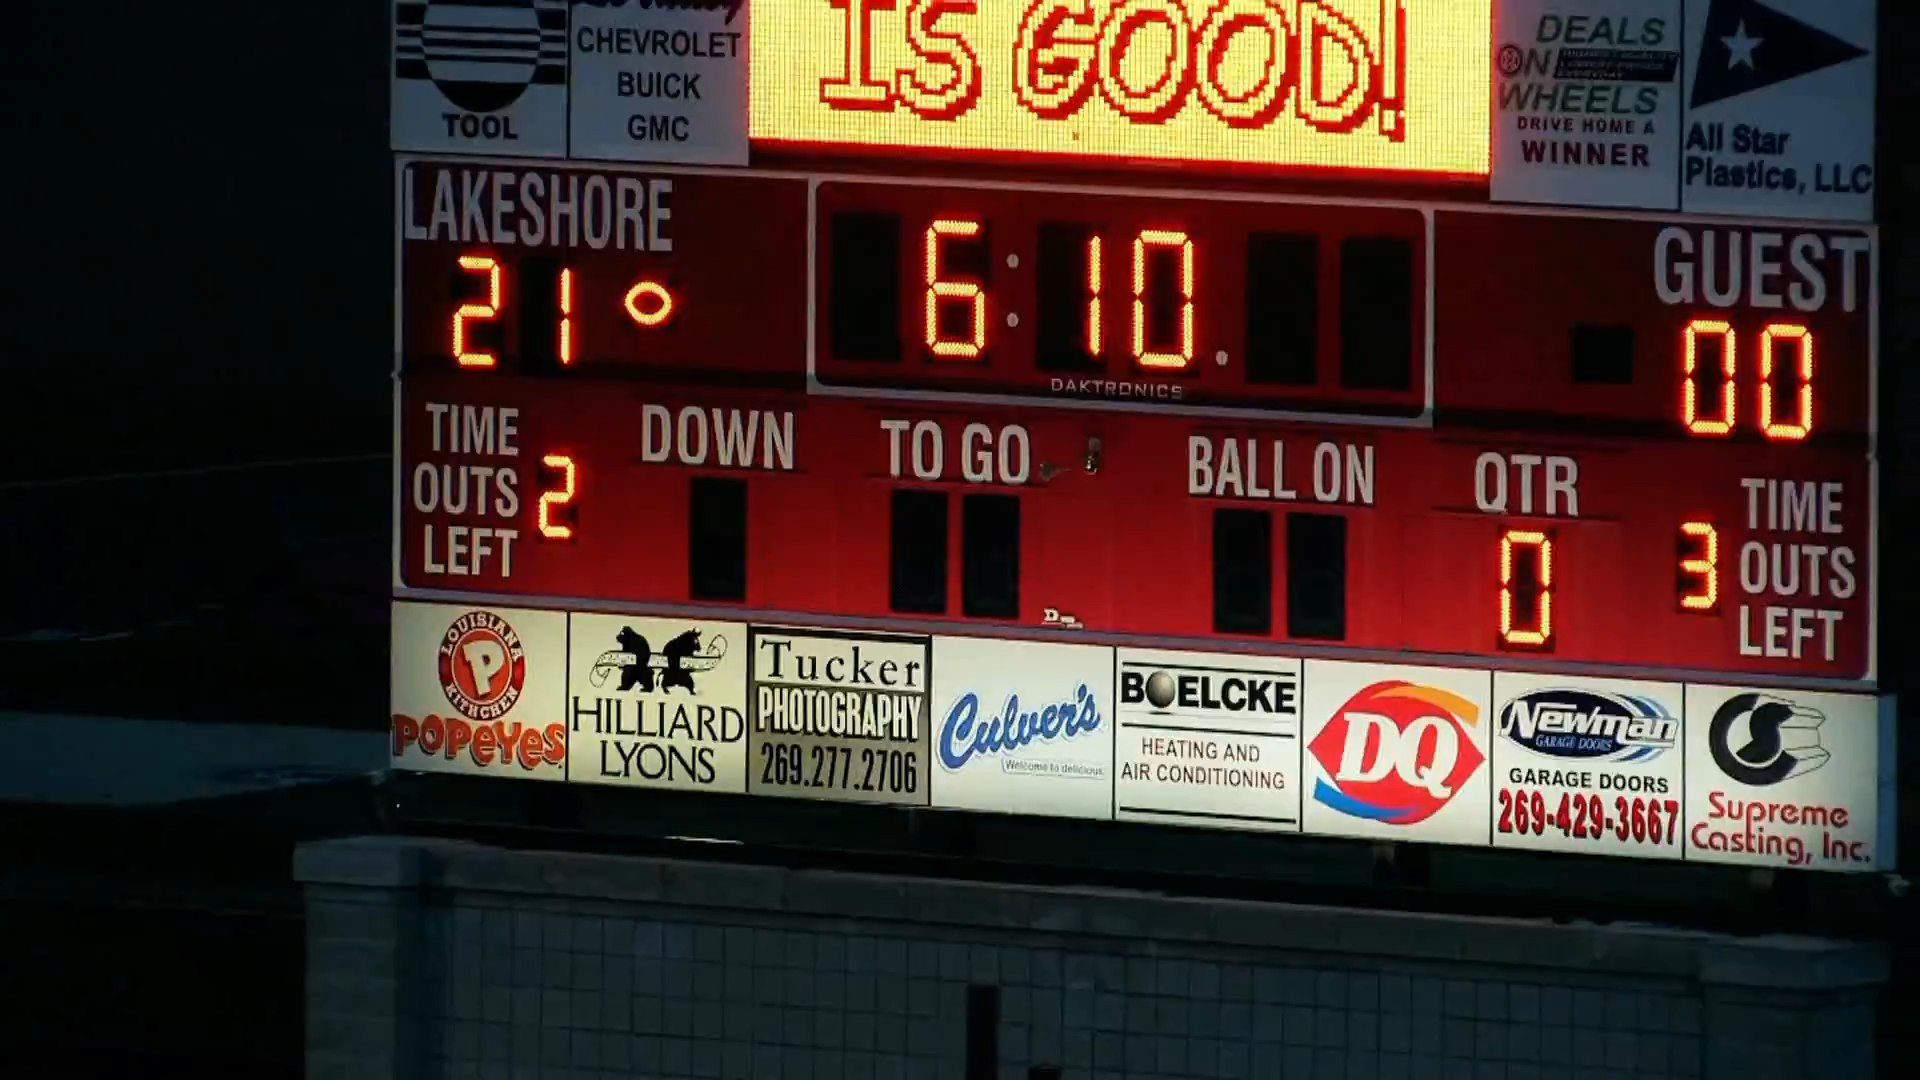 IS GOOD!
TOOL
CHEVROLET
BUICK
GMC
DEALS
ON
WHEELS
DRIVE HOME A
WINNER
All Star
Plastics, LLC
LAKESHORE
21
6:10
GUEST
00
DAKTRONICS
TIME
OUTS
LEFT
2
DOWN
TO GO
BALL ON
QTR
0
3
TIME
OUTS
LEFT
LOUISIANA
P
KITHCHEN
POPEYES
HILLIARD
LYONS
Tucker
PHOTOGRAPHY
269.277.2706
Culver's
Welcome to delicious
BOELCKE
HEATING AND
AIR CONDITIONING
DQ
Newman
GARAGE DOORS
GARAGE DOORS
269-429-3667
Supreme
Casting, Inc.